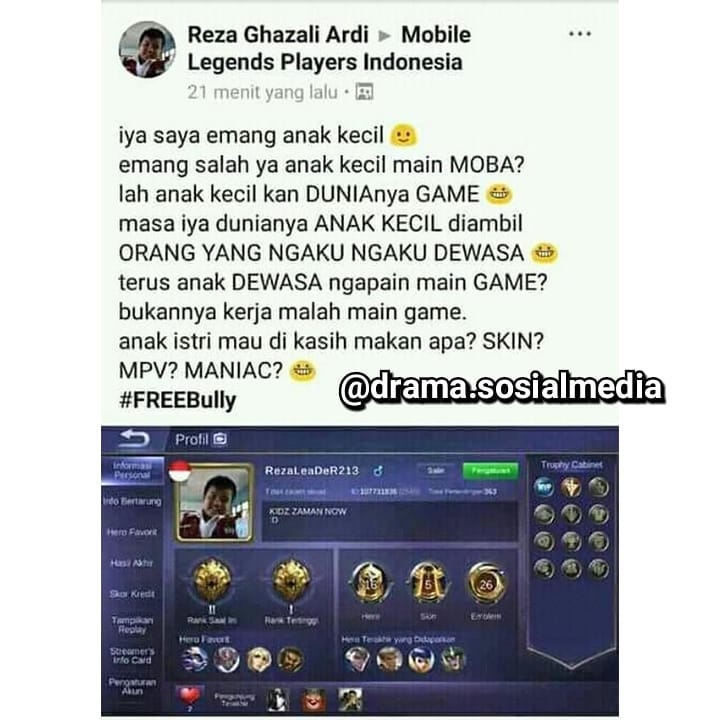 Reza Ghazali Ardi ▸ Mobile
Legends Players Indonesia
21 menit yang lalu ·
iya saya emang anak kecil 🙂
emang salah ya anak kecil main MOBA?
lah anak kecil kan DUNIAnya GAME 😁
masa iya dunianya ANAK KECIL diambil
ORANG YANG NGAKU NGAKU DEWASA 😁
terus anak DEWASA ngapain main GAME?
bukannya kerja malah main game.
anak istri mau di kasih makan apa? SKIN?
MPV? MANIAC? 😁
#FREEBully
@drama.sosialmedia
Profil
Informasi
Personal
Info Bertarung
Hero Favorit
Hasil Akhir
Skor Kredit
Tampilkan
Replay
Streamer's
Info Card
Pengaturan
Akun
RezaLeaDeR213
Salin
Pengaturan
363
KIDZ ZAMAN NOW
:D
II
Rank Saat Ini
I
Rank Tertinggi
16
Hero
5
Skin
26
Emblem
Hero Favorit
Hero Terakhir yang Didapatkan
2
Pengunjung
Terakhir
Trophy Cabinet
MVP